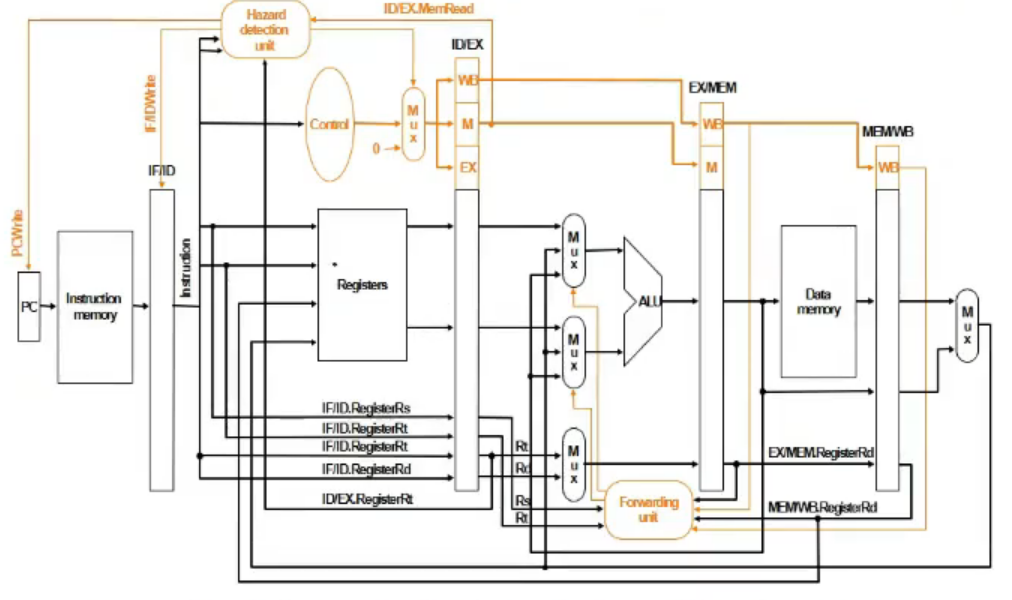 ID/EX.MemRead
Hazard
detection
unit
ID/EX
IF/IDWrite
Control
M
u
x
0
WB
M
EX
EX/MEM
WB
M
MEM/WB
WB
IF/ID
PCWrite
PC
Instruction
memory
Instruction
Registers
M
u
x
M
u
x
ALU
Data
memory
M
u
x
IF/ID.RegisterRs
IF/ID.RegisterRt
IF/ID.RegisterRt
IF/ID.RegisterRd
ID/EX.RegisterRt
Rt
Rd
Rs
Rt
M
u
x
Forwarding
unit
EX/MEM.RegisterRd
MEM/WB.RegisterRd